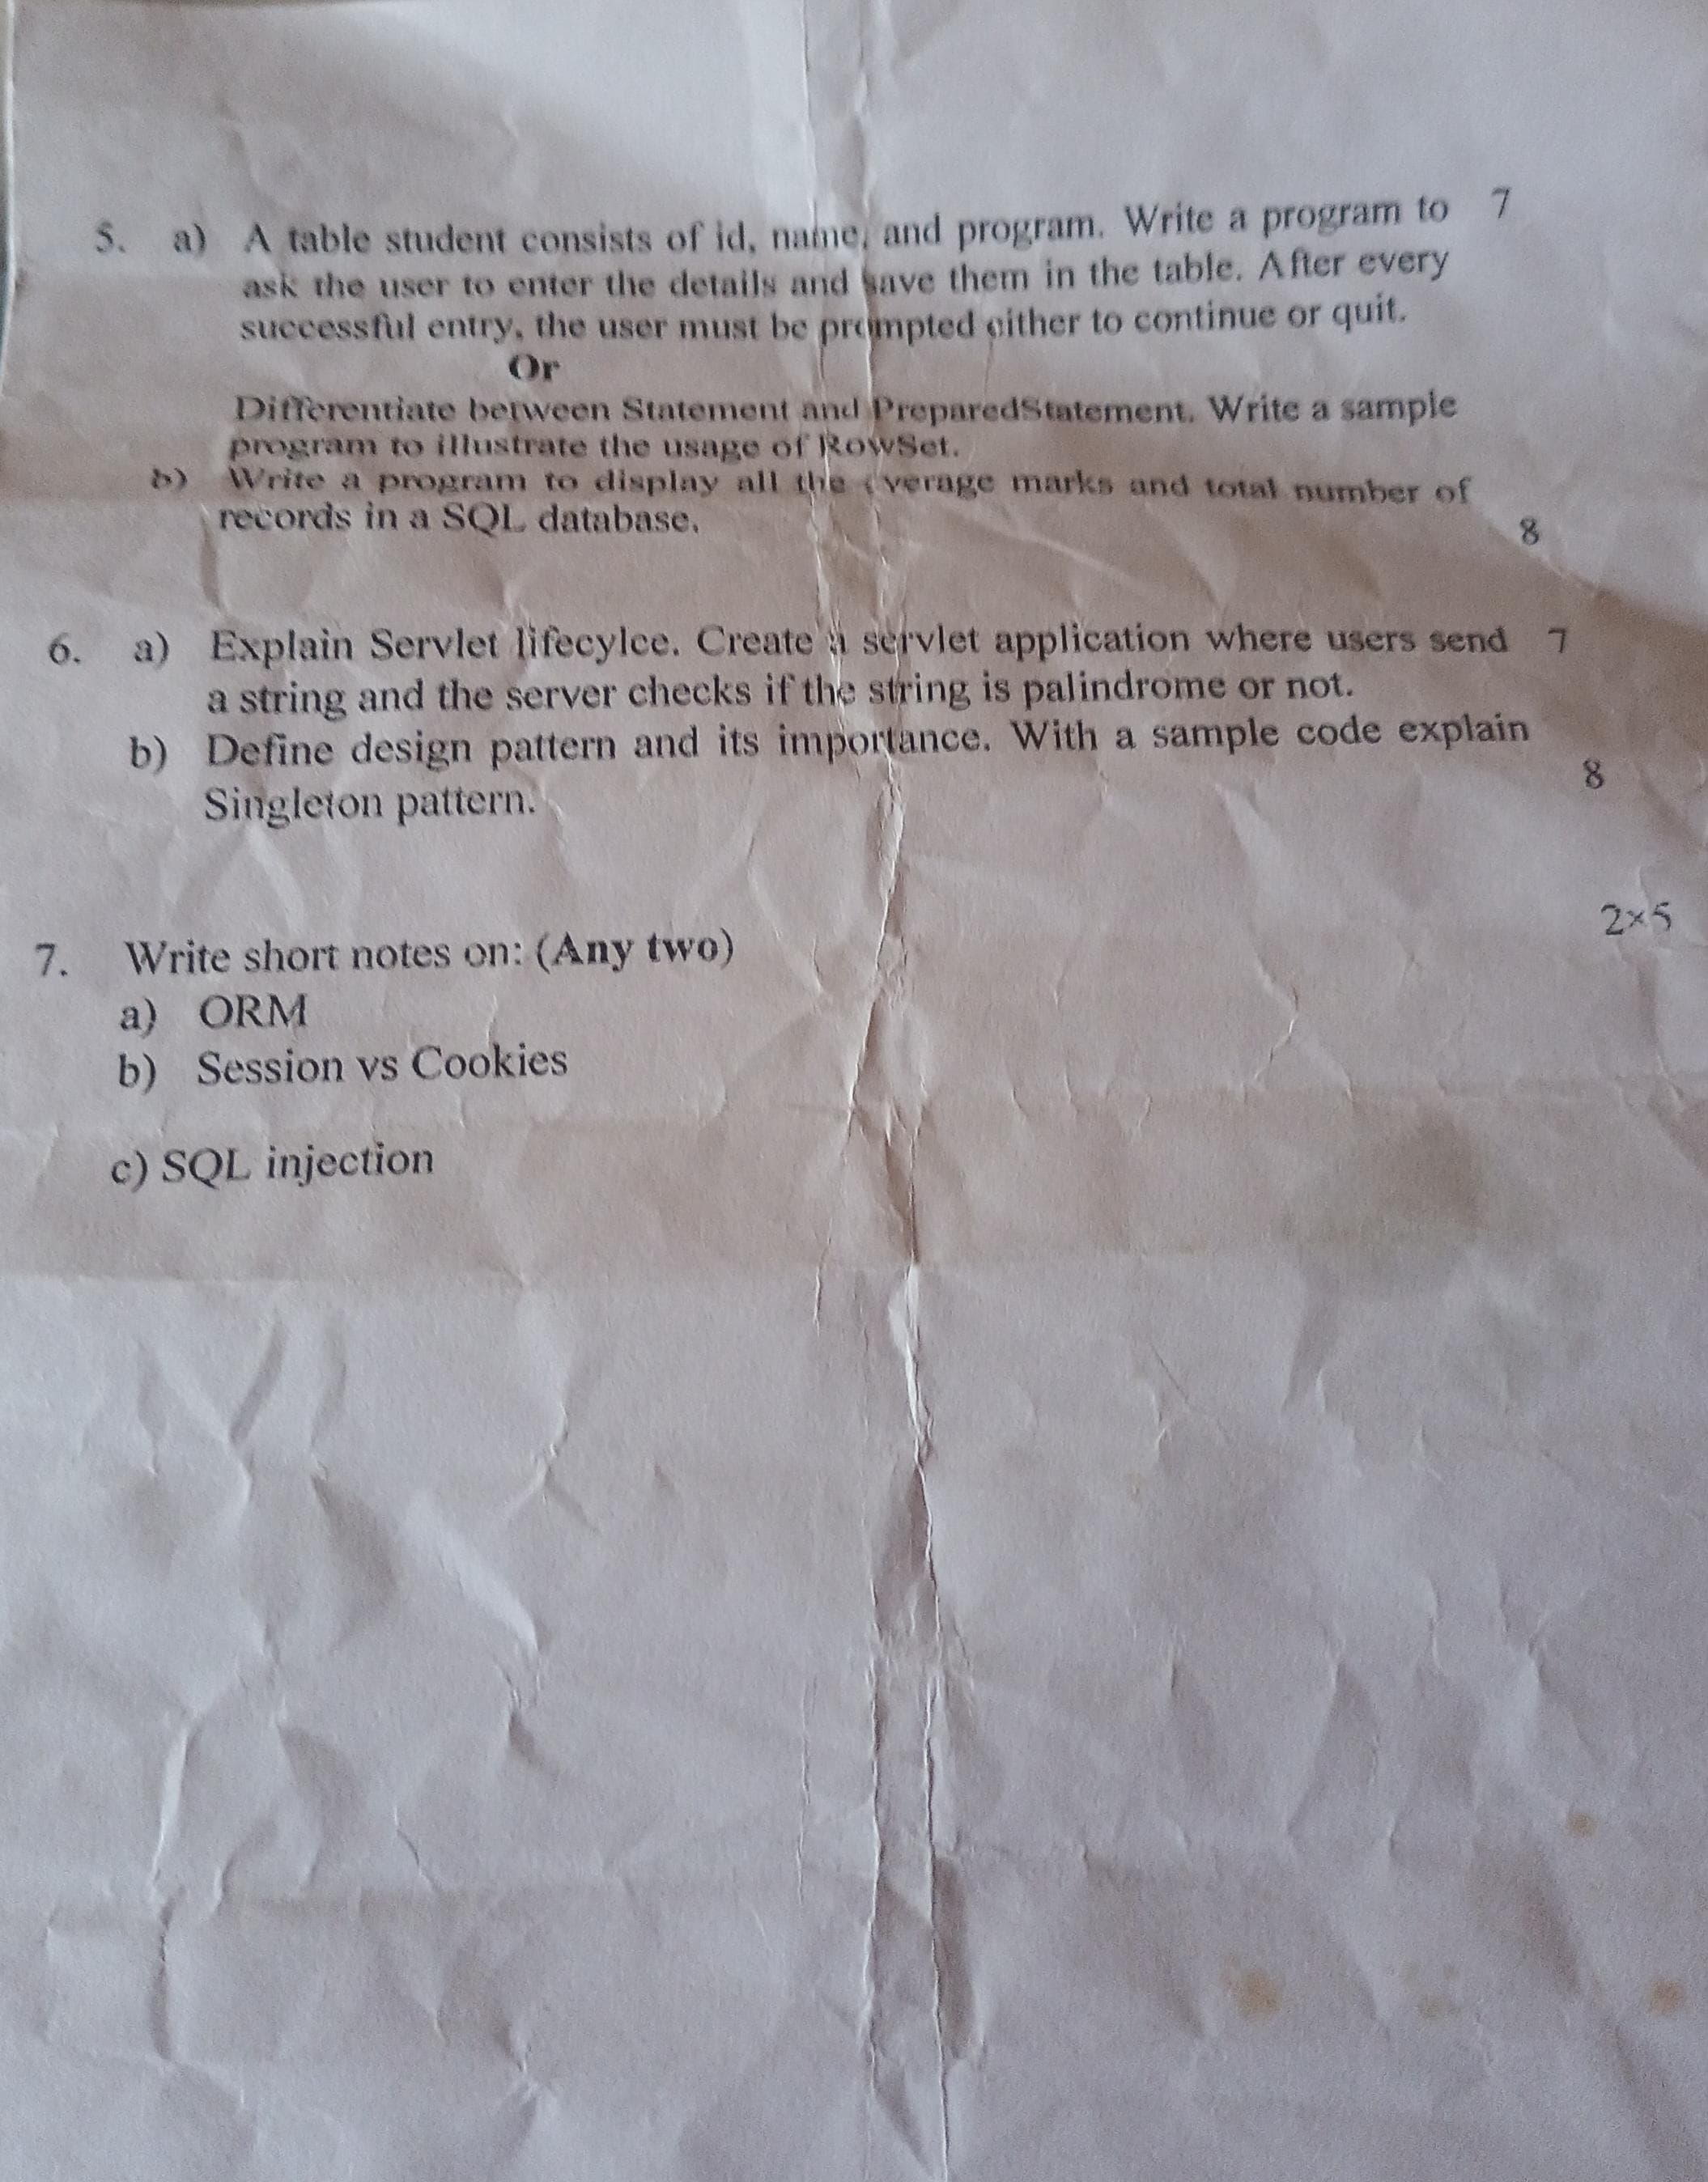 5. a) A table student consists of id, name, and program. Write a program to 7
ask the user to enter the details and save them in the table. After every
successful entry, the user must be prompted either to continue or quit.
Or
Differentiate between Statement and PreparedStatement. Write a sample
program to illustrate the usage of RowSet.
b) Write a program to display all the average marks and total number of
records in a SQL database. 8
6. a) Explain Servlet lifecylce. Create a servlet application where users send 7
a string and the server checks if the string is palindrome or not.
b) Define design pattern and its importance. With a sample code explain
Singleton pattern. 8
7. Write short notes on: (Any two) 2×5
a) ORM
b) Session vs Cookies
c) SQL injection